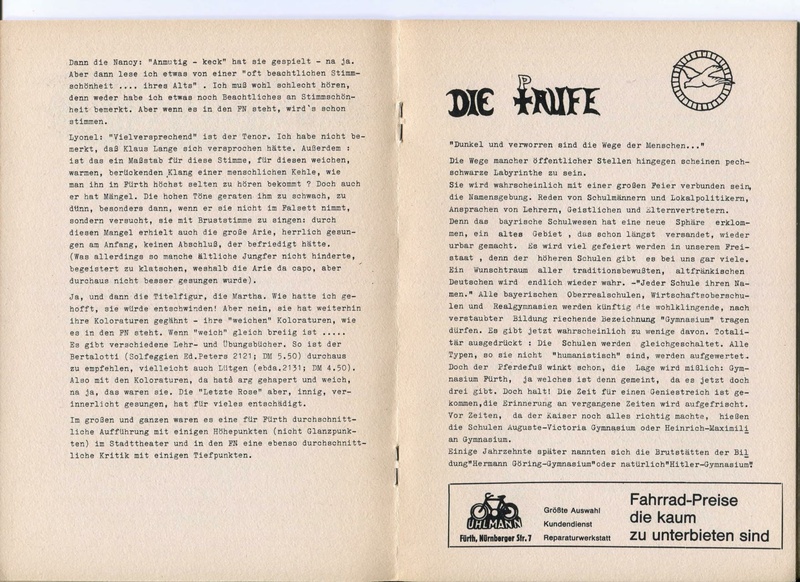 Dann die Nancy: "Anmutig - keck" hat sie gespielt - na ja.
Aber dann lese ich etwas von einer "oft beachtlichen Stimm-
schönheit .... ihres Alts" . Ich muß wohl schlecht hören,
denn weder habe ich etwas noch Beachtliches an Stimmschön-
heit bemerkt. Aber wenn es in den FN steht, wird's schon
stimmen.
Lyonel: "Vielversprechend" ist der Tenor. Ich habe nicht be-
merkt, daß Klaus Lange sich versprochen hätte. Außerdem :
ist das ein Maßstab für diese Stimme, für diesen weichen,
warmen, berückenden Klang einer menschlichen Kehle, wie
man ihn in Fürth höchst selten zu hören bekommt ? Doch auch
er hat Mängel. Die hohen Töne geraten ihm zu schwach, zu
dünn, besonders dann, wenn er sie nicht im Falsett nimmt,
sondern versucht, sie mit Bruststimme zu singen: durch
diesen Mangel erhielt auch die große Arie, herrlich gesun-
gen am Anfang, keinen Abschluß, der befriedigt hätte.
(Was allerdings so manche ältliche Jungfer nicht hinderte,
begeistert zu klatschen, weshalb die Arie da capo, aber
durchaus nicht besser gesungen wurde).
Ja, und dann die Titelfigur, die Martha. Wie hatte ich ge-
hofft, sie würde entschwinden! Aber nein, sie hat weiterhin
ihre Koloraturen gegähnt - ihre "weichen" Koloraturen, wie
es in den FN steht. Wenn "weich" gleich breiig ist .....
Es gibt verschiedene Lehr- und Übungsbücher. So ist der
Bertalotti (Solfeggien Ed.Peters 2121; DM 5.50) durchaus
zu empfehlen, vielleicht auch Lütgen (ebda.2131; DM 4.50).
Also mit den Koloraturen, da hats arg gehapert und weich,
na ja, das waren sie. Die "Letzte Rose" aber, innig, ver-
innerlicht gesungen, hat für vieles entschädigt.
Im großen und ganzen waren es eine für Fürth durchschnitt-
liche Aufführung mit einigen Höhepunkten (nicht Glanzpunk-
ten) im Stadttheater und in den FN eine ebenso durchschnitt-
liche Kritik mit einigen Tiefpunkten.
DIE TAUFE
"Dunkel und verworren sind die Wege der Menschen..."
Die Wege mancher öffentlicher Stellen hingegen scheinen pech-
schwarze Labyrinthe zu sein.
Sie wird wahrscheinlich mit einer großen Feier verbunden sein,
die Namensgebung. Reden von Schulmännern und Lokalpolitikern,
Ansprachen von Lehrern, Geistlichen und Elternvertretern.
Denn das bayrische Schulwesen hat eine neue Sphäre erklom-
men, ein altes Gebiet , das schon längst versandet, wieder
urbar gemacht. Es wird viel gefeiert werden in unserem Frei-
staat , denn der höheren Schulen gibt es bei uns gar viele.
Ein Wunschtraum aller traditionsbewußten, altfränkischen
Deutschen wird endlich wieder wahr. -"Jeder Schule ihren Na-
men." Alle bayerischen Oberrealschulen, Wirtschaftsoberschu-
len und Realgymnasien werden künftig die wohlklingende, nach
verstaubter Bildung riechende Bezeichnung "Gymnasium" tragen
dürfen. Es gibt jetzt wahrscheinlich zu wenige davon. Totali-
tär ausgedrückt : Die Schulen werden gleichgeschaltet. Alle
Typen, so sie nicht "humanistisch" sind, werden aufgewertet.
Doch der Pferdefuß winkt schon, die Lage wird mißlich: Gym-
nasium Fürth, ja welches ist denn gemeint, da es jetzt doch
drei gibt. Doch halt! Die Zeit für einen Geniestreich ist ge-
kommen,die Erinnerung an vergangene Zeiten wird aufgefrischt.
Vor Zeiten, da der Kaiser noch alles richtig machte, hießen
die Schulen Auguste-Victoria Gymnasium oder Heinrich-Maximili
an Gymnasium.
Einige Jahrzehnte später nannten sich die Brutstätten der Bil
dung"Hermann Göring-Gymnasium"oder natürlich"Hitler-Gymnasium".
UHLMANN
Fürth, Nürnberger Str. 7
Größte Auswahl
Kundendienst
Reparaturwerkstatt
Fahrrad-Preise
die kaum
zu unterbieten sind